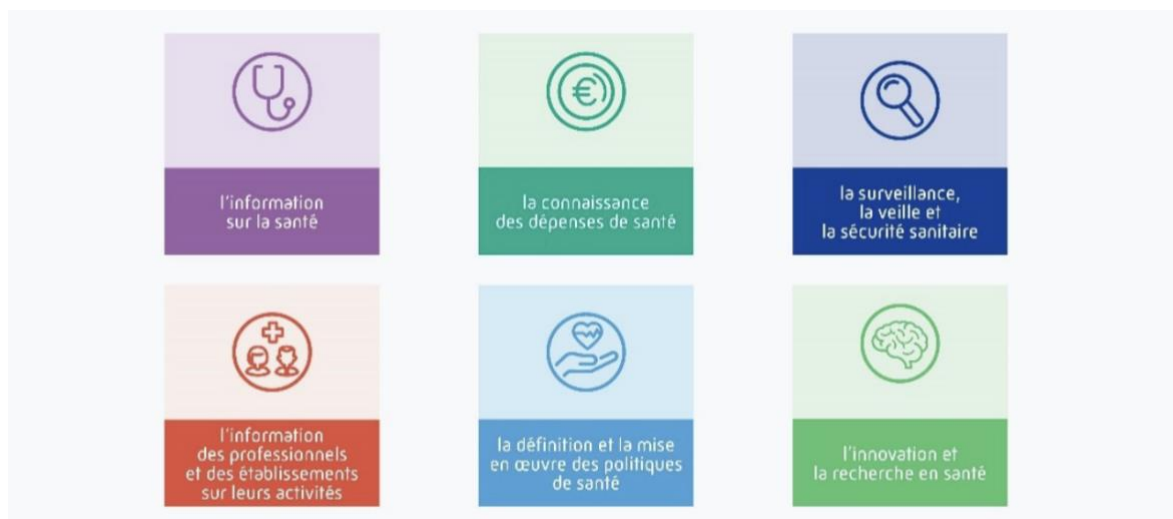 l'information
sur la santé
la connaissance
des dépenses de santé
la surveillance,
la veille et
la sécurité sanitaire
l'information
des professionnels
et des établissements
sur leurs activités
la définition et la mise
en œuvre des politiques
de santé
l'innovation et
la recherche en santé